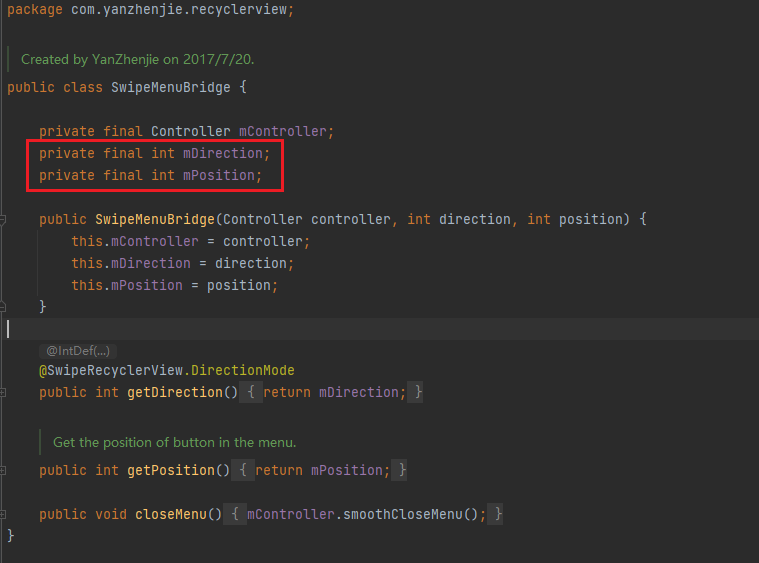 package com.yanzhenjie.recyclerview;
Created by YanZhenjie on 2017/7/20.
public class SwipeMenuBridge {
private final Controller mController;
private final int mDirection;
private final int mPosition;
public SwipeMenuBridge(Controller controller, int direction, int position) {
this.mController = controller;
this.mDirection = direction;
this.mPosition = position;
}
@IntDef(...)
@SwipeRecyclerView.DirectionMode
public int getDirection() { return mDirection; }
Get the position of button in the menu.
public int getPosition() { return mPosition; }
public void closeMenu() { mController.smoothCloseMenu(); }
}